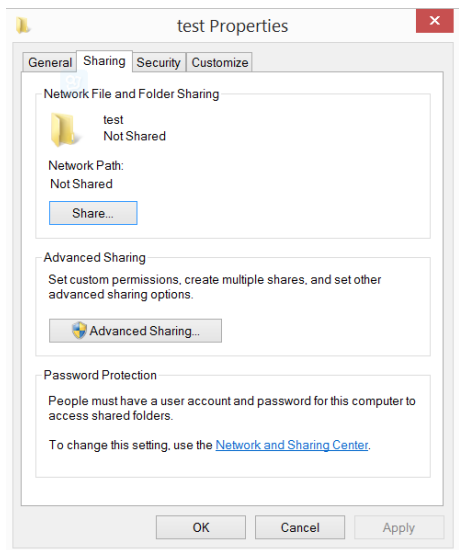 test Properties
General Sharing Security Customize
Network File and Folder Sharing
test
Not Shared
Network Path:
Not Shared
Share...
Advanced Sharing
Set custom permissions, create multiple shares, and set other
advanced sharing options.
Advanced Sharing...
Password Protection
People must have a user account and password for this computer to
access shared folders.
To change this setting, use the Network and Sharing Center.
OK Cancel Apply